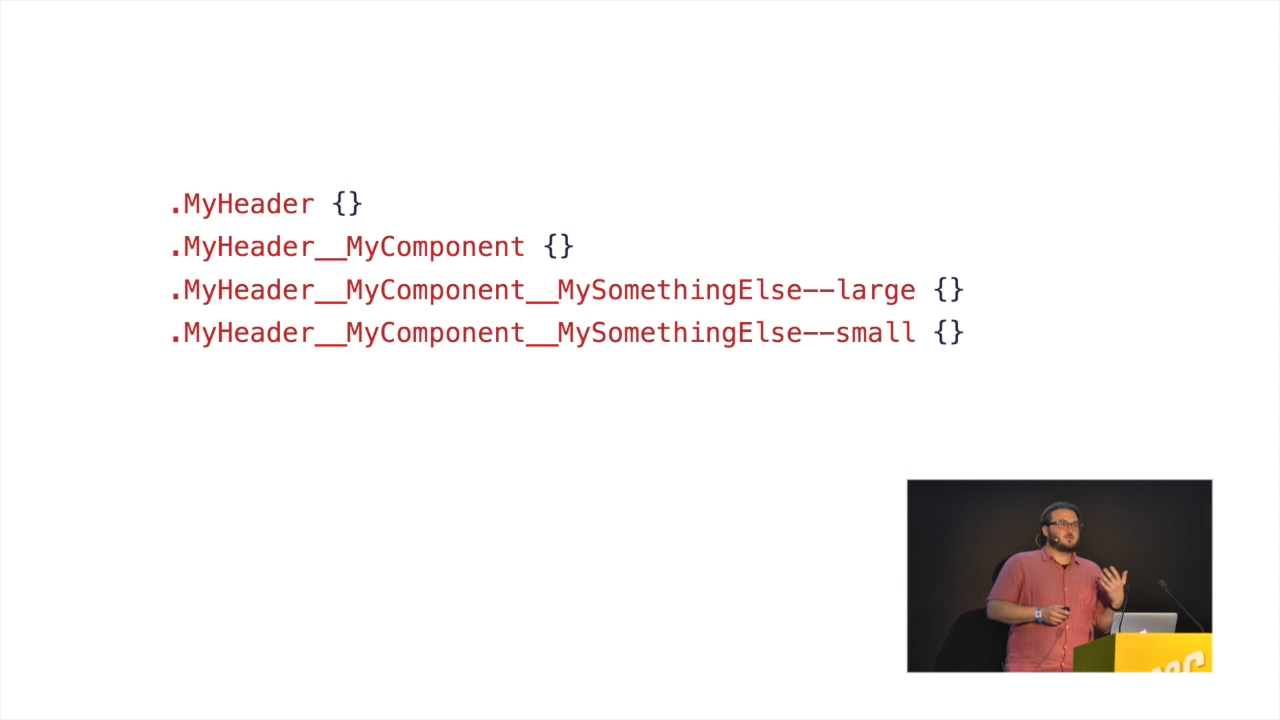 .MyHeader {}
.MyHeader__MyComponent {}
.MyHeader__MyComponent__MySomethingElse--large {}
.MyHeader__MyComponent__MySomethingElse--small {}